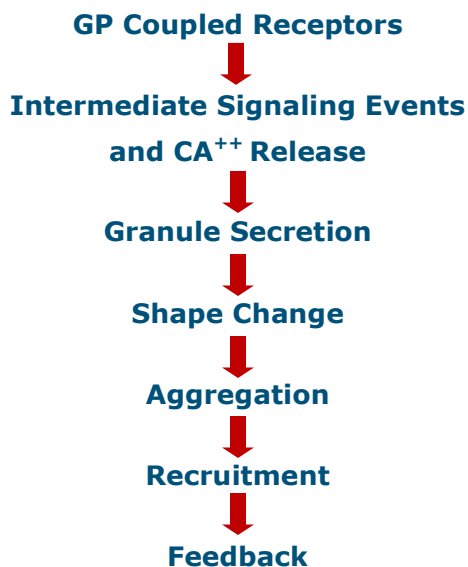 GP Coupled Receptors
Intermediate Signaling Events
and CA⁺⁺ Release
Granule Secretion
Shape Change
Aggregation
Recruitment
Feedback